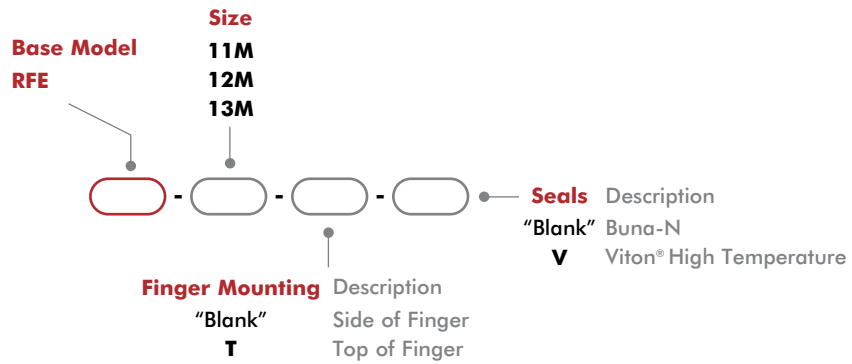 Size
11M
12M
13M
Base Model
RFE
- - -
Seals Description
"Blank" Buna-N
V Viton® High Temperature
Finger Mounting Description
"Blank" Side of Finger
T Top of Finger